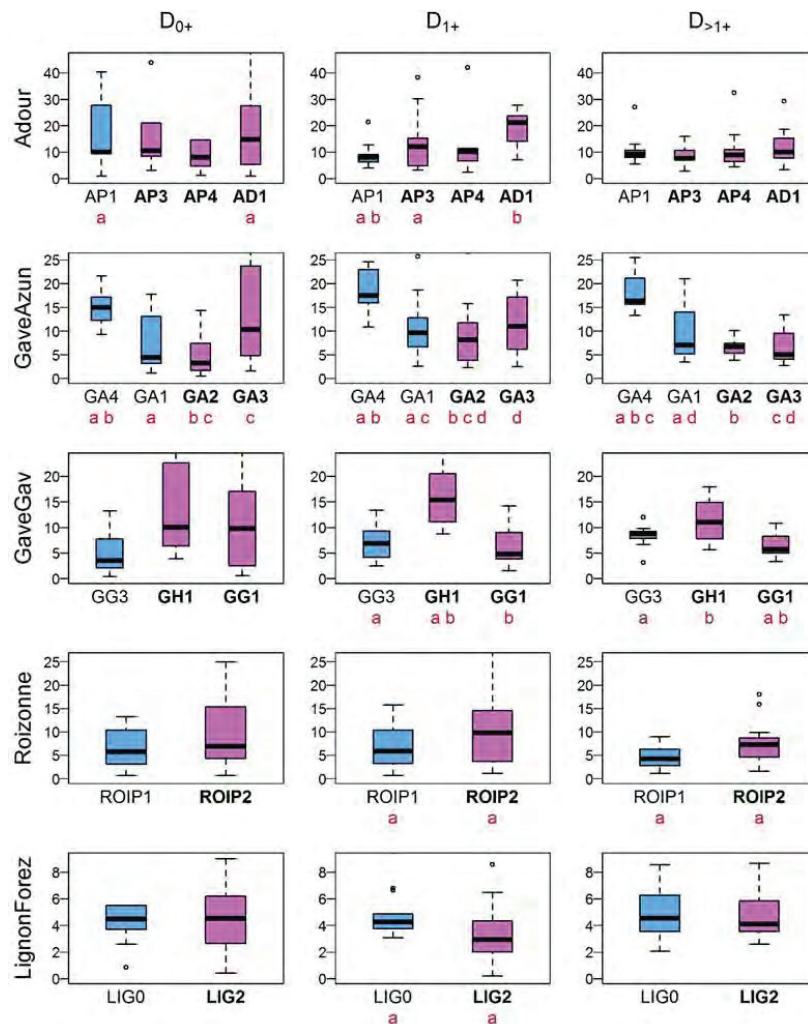 D0+ D1+ D>1+
Adour
40 40 40
30 30 30
20 20 20
10 10 10
0 0 0
AP1 AP3 AP4 AD1 AP1 AP3 AP4 AD1 AP1 AP3 AP4 AD1
a a a b a b
GaveAzun
25 25 25
20 20 20
15 15 15
10 10 10
5 5 5
0 0 0
GA4 GA1 GA2 GA3 GA4 GA1 GA2 GA3 GA4 GA1 GA2 GA3
a b a b c c a b a c b c d d a b c a d b c d
GaveGav
20 20 20
15 15 15
10 10 10
5 5 5
0 0 0
GG3 GH1 GG1 GG3 GH1 GG1 GG3 GH1 GG1
a a b b a b a b
Roizonne
25 25 25
20 20 20
15 15 15
10 10 10
5 5 5
0 0 0
ROIP1 ROIP2 ROIP1 ROIP2 ROIP1 ROIP2
a a a a
LignonForez
8 8 8
6 6 6
4 4 4
2 2 2
0 0 0
LIG0 LIG2 LIG0 LIG2 LIG0 LIG2
a a